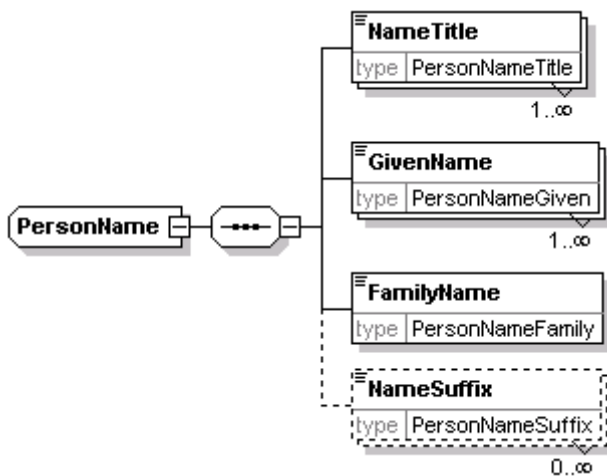 NameTitle
type PersonNameTitle
1..∞
GivenName
type PersonNameGiven
1..∞
PersonName
FamilyName
type PersonNameFamily
NameSuffix
type PersonNameSuffix
0..∞